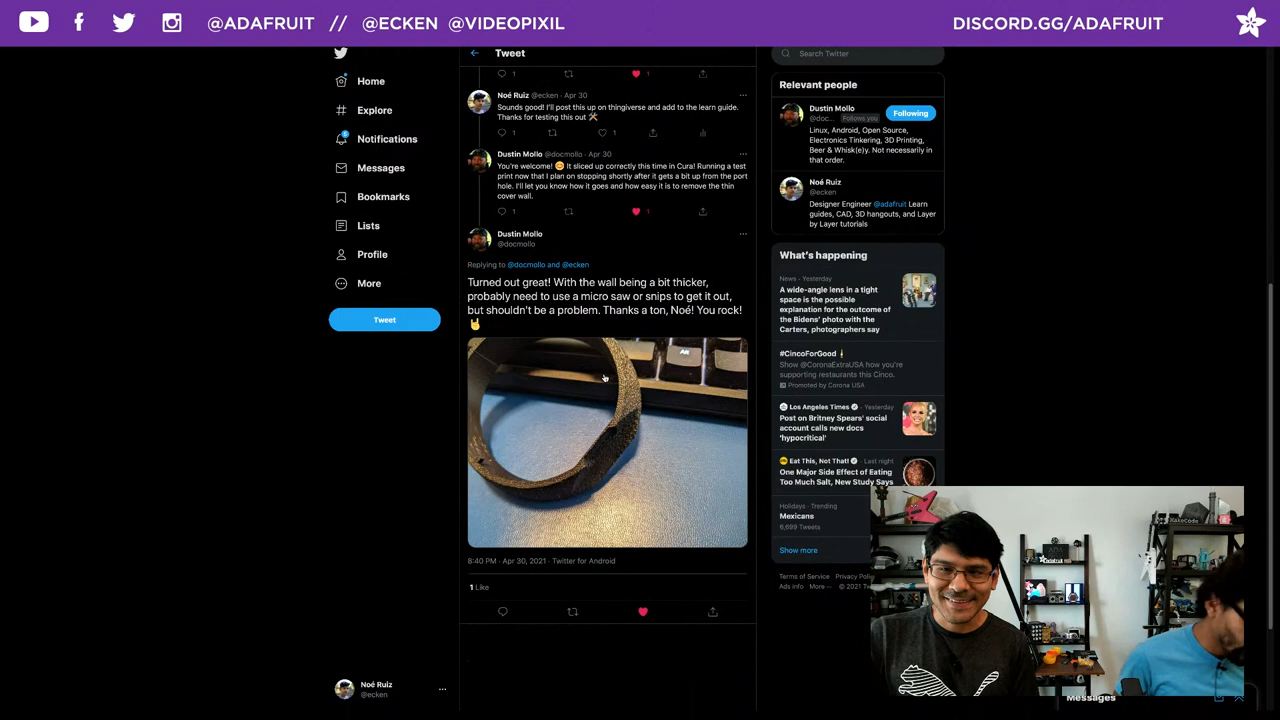 @ADAFRUIT // @ECKEN @VIDEOPIXIL
DISCORD.GG/ADAFRUIT
Home
Explore
Notifications
Messages
Bookmarks
Lists
Profile
More
Tweet
Noé Ruiz
@ecken
Tweet
1 1
Noé Ruiz @ecken · Apr 30
Sounds good! I'll post this up on thingiverse and add to the learn guide.
Thanks for testing this out 🛠
1 1
Dustin Mollo @docmollo · Apr 30
You're welcome! 😊 It sliced up correctly this time in Cura! Running a test
print now that I plan on stopping shortly after it gets a bit up from the port
hole. I'll let you know how it goes and how easy it is to remove the thin
cover wall.
1 1
Dustin Mollo
@docmollo
Replying to @docmollo and @ecken
Turned out great! With the wall being a bit thicker,
probably need to use a micro saw or snips to get it out,
but shouldn't be a problem. Thanks a ton, Noé! You rock!
🤘
Alt
8:40 PM · Apr 30, 2021 · Twitter for Android
1 Like
Search Twitter
Relevant people
Dustin Mollo
@doc... Follows you
Following
Linux, Android, Open Source,
Electronics Tinkering, 3D Printing,
Beer & Whisk(e)y. Not necessarily in
that order.
Noé Ruiz
@ecken
Designer Engineer @adafruit Learn
guides, CAD, 3D hangouts, and Layer
by Layer tutorials
What's happening
News · Yesterday
A wide-angle lens in a tight
space is the possible
explanation for the outcome
of the Bidens' photo with the
Carters, photographers say
#CincoForGood
Show @CoronaExtraUSA how you're
supporting restaurants this Cinco.
Promoted by Corona USA
Los Angeles Times · Yesterday
Post on Britney Spears' social
account calls new docs
'hypocritical'
Eat This, Not That! · Last night
One Major Side Effect of Eating
Too Much Salt, New Study Says
Holidays · Trending
Mexicans
6,699 Tweets
Show more
Terms of Service Privacy
Ads info More ··· © 2021
MakeCode
adafruit
Messages